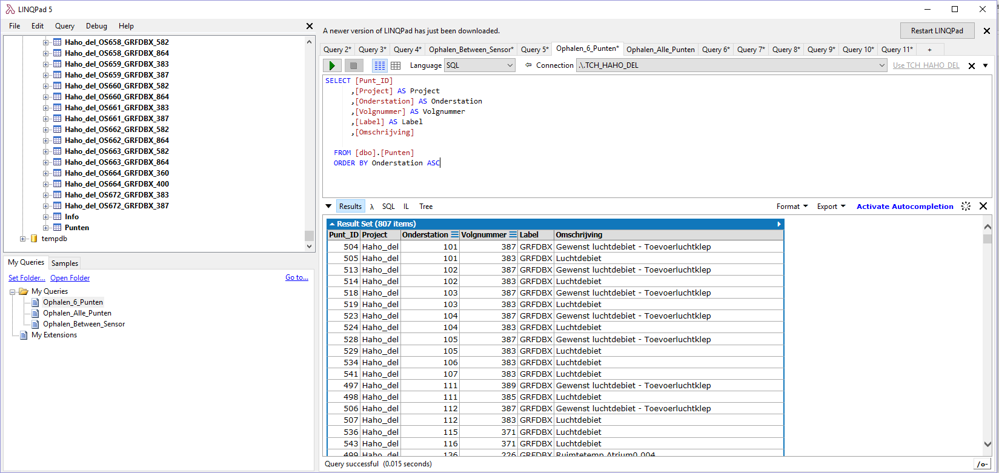 LINQPad 5
File Edit Query Debug Help
Haho_del_OS658_GRFDBX_582
Haho_del_OS658_GRFDBX_864
Haho_del_OS659_GRFDBX_383
Haho_del_OS659_GRFDBX_387
Haho_del_OS660_GRFDBX_582
Haho_del_OS660_GRFDBX_864
Haho_del_OS661_GRFDBX_383
Haho_del_OS661_GRFDBX_387
Haho_del_OS662_GRFDBX_582
Haho_del_OS662_GRFDBX_864
Haho_del_OS663_GRFDBX_582
Haho_del_OS663_GRFDBX_864
Haho_del_OS664_GRFDBX_360
Haho_del_OS664_GRFDBX_400
Haho_del_OS672_GRFDBX_383
Haho_del_OS672_GRFDBX_387
Info
Punten
tempdb
My Queries Samples
Set Folder... Open Folder Go to...
My Queries
Ophalen_6_Punten
Ophalen_Alle_Punten
Ophalen_Between_Sensor
My Extensions
A newer version of LINQPad has just been downloaded. Restart LINQPad
Query 2* Query 3* Query 4* Ophalen_Between_Sensor* Query 5* Ophalen_6_Punten* Ophalen_Alle_Punten Query 6* Query 7* Query 8* Query 9* Query 10* Query 11* +
Language SQL Connection .\.TCH_HAHO_DEL Use TCH_HAHO_DEL
SELECT [Punt_ID]
,[Project] AS Project
,[Onderstation] AS Onderstation
,[Volgnummer] AS Volgnummer
,[Label] AS Label
,[Omschrijving]
FROM [dbo].[Punten]
ORDER BY Onderstation ASC
Results λ SQL IL Tree Format Export Activate Autocompletion
Result Set (807 items)
Punt_ID Project Onderstation Volgnummer Label Omschrijving
504 Haho_del 101 387 GRFDBX Gewenst luchtdebiet - Toevoerluchtklep
505 Haho_del 101 383 GRFDBX Luchtdebiet
513 Haho_del 102 387 GRFDBX Gewenst luchtdebiet - Toevoerluchtklep
514 Haho_del 102 383 GRFDBX Luchtdebiet
518 Haho_del 103 387 GRFDBX Gewenst luchtdebiet - Toevoerluchtklep
519 Haho_del 103 383 GRFDBX Luchtdebiet
523 Haho_del 104 387 GRFDBX Gewenst luchtdebiet - Toevoerluchtklep
524 Haho_del 104 383 GRFDBX Luchtdebiet
528 Haho_del 105 387 GRFDBX Gewenst luchtdebiet - Toevoerluchtklep
529 Haho_del 105 383 GRFDBX Luchtdebiet
534 Haho_del 106 383 GRFDBX Luchtdebiet
541 Haho_del 107 383 GRFDBX Luchtdebiet
497 Haho_del 111 389 GRFDBX Gewenst luchtdebiet - Toevoerluchtklep
498 Haho_del 111 385 GRFDBX Luchtdebiet
506 Haho_del 112 387 GRFDBX Gewenst luchtdebiet - Toevoerluchtklep
507 Haho_del 112 383 GRFDBX Luchtdebiet
536 Haho_del 115 371 GRFDBX Luchtdebiet
543 Haho_del 116 371 GRFDBX Luchtdebiet
499 Haho_del 136 226 GRFDBX Ruimtetemp Atrium0.004
Query successful (0.015 seconds) /o-